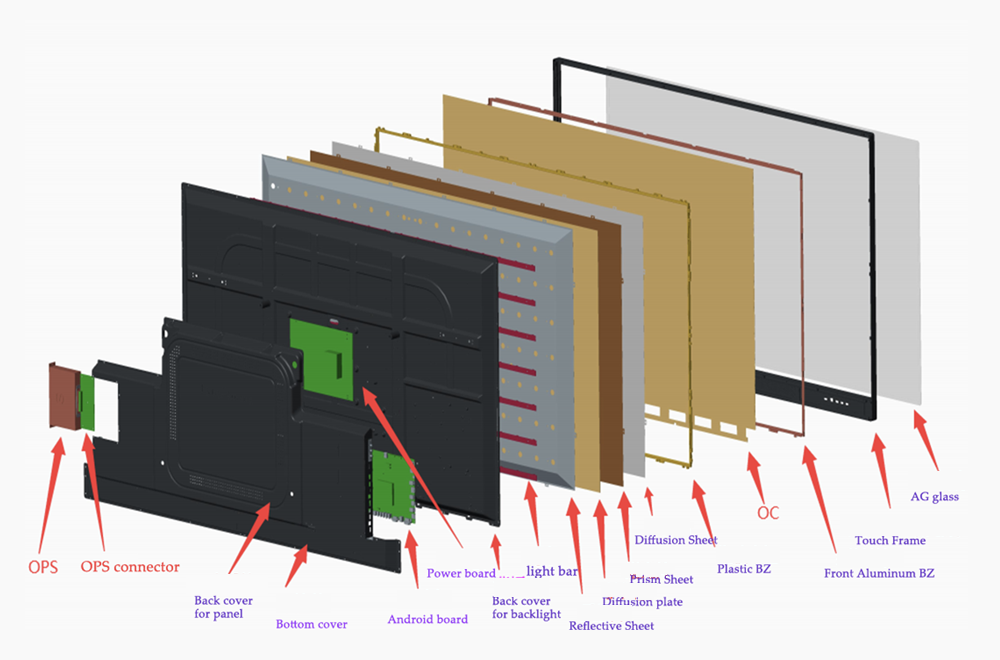 AG glass
OC
Touch Frame
Diffusion Sheet
OPS
OPS connector
Plastic BZ
Front Aluminum BZ
Power board
light bar
Prism Sheet
Back cover
for panel
Back cover
for backlight
Diffusion plate
Bottom cover
Android board
Reflective Sheet